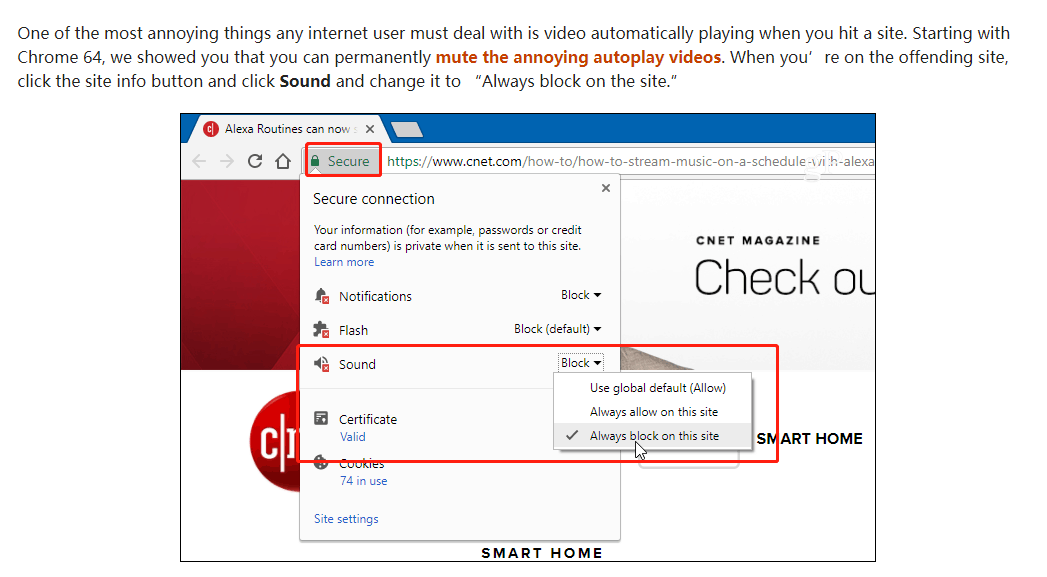 One of the most annoying things any internet user must deal with is video automatically playing when you hit a site. Starting with
Chrome 64, we showed you that you can permanently mute the annoying autoplay videos. When you’ re on the offending site,
click the site info button and click Sound and change it to “Always block on the site.”
Alexa Routines can now s
Secure https://www.cnet.com/how-to/how-to-stream-music-on-a-schedule-with-alexa
Secure connection
Your information (for example, passwords or credit
card numbers) is private when it is sent to this site.
Learn more
CNET MAGAZINE
Check ou
Notifications Block
Flash Block (default)
Sound Block
Use global default (Allow)
Always allow on this site
Always block on this site
Certificate
Valid
Cookies
74 in use
Site settings
SMART HOME
SMART HOME